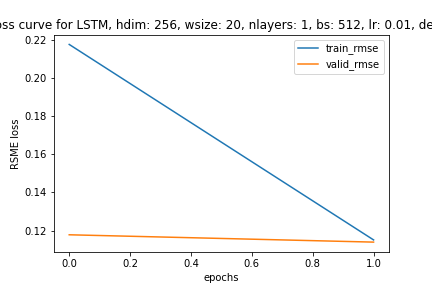 oss curve for LSTM, hdim: 256, wsize: 20, nlayers: 1, bs: 512, lr: 0.01, de
train_rmse
valid_rmse
0.22
0.20
0.18
0.16
0.14
0.12
RSME loss
0.0 0.2 0.4 0.6 0.8 1.0
epochs